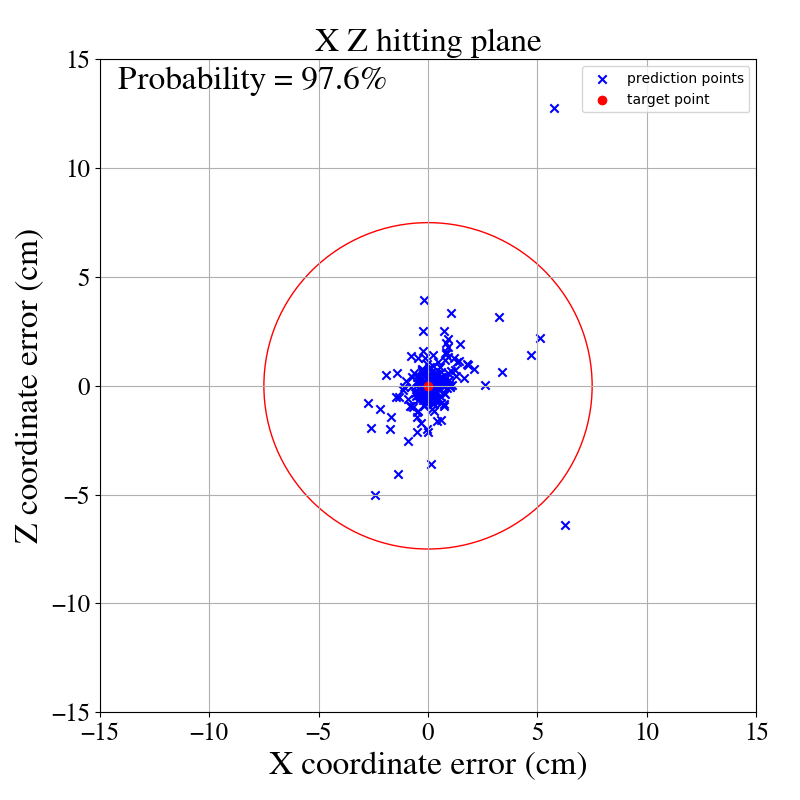 X Z hitting plane
Probability = 97.6%
prediction points
target point
15
10
5
0
−5
−10
−15
Z coordinate error (cm)
−15 −10 −5 0 5 10 15
X coordinate error (cm)